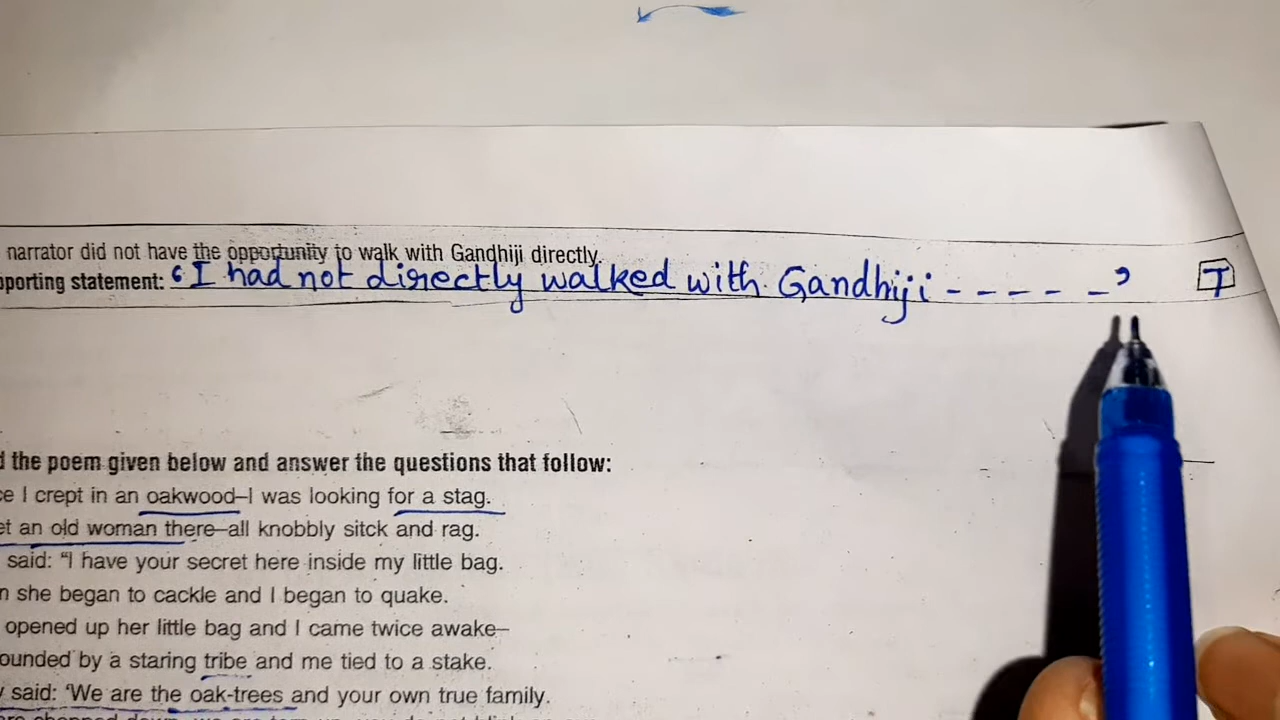 narrator did not have the opportunity to walk with Gandhiji directly.
pporting statement: ‘I had not directly walked with Gandhiji - - - - -’ T
d the poem given below and answer the questions that follow:
ce I crept in an oakwood–I was looking for a stag.
et an old woman there–all knobbly sitck and rag.
said: “I have your secret here inside my little bag.
n she began to cackle and I began to quake.
opened up her little bag and I came twice awake–
ounded by a staring tribe and me tied to a stake.
y said: ‘We are the oak-trees and your own true family.